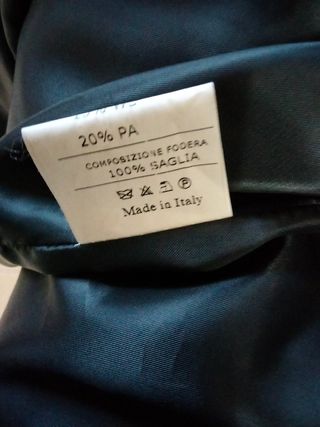 20% PA
COMPOSIZIONE FODERA
100% SAGLIA
P
Made in Italy